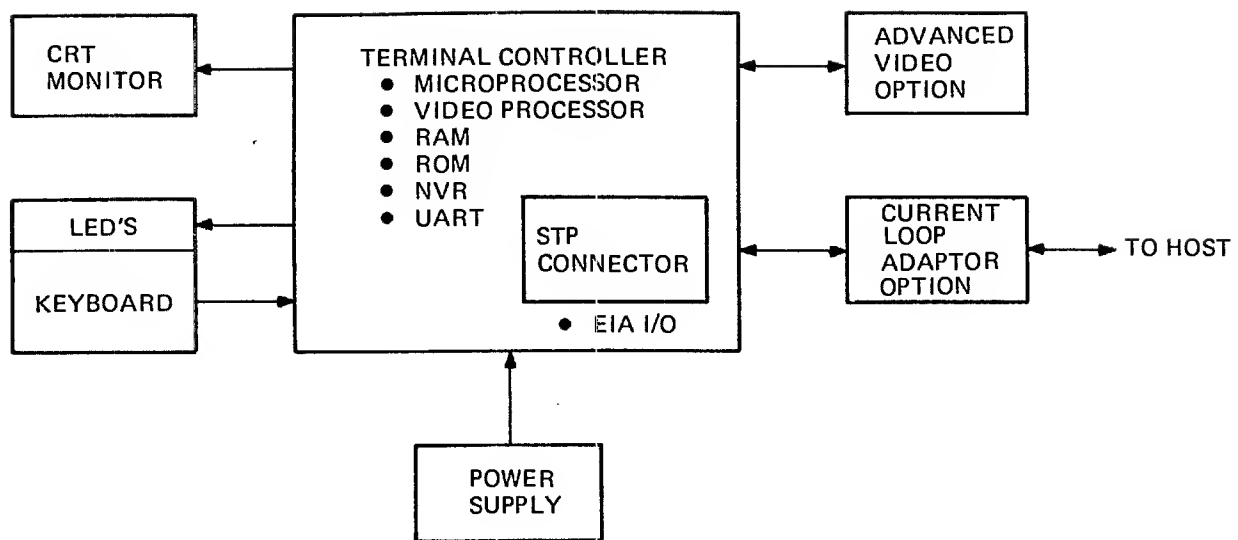 CRT
MONITOR
LED'S
KEYBOARD
TERMINAL CONTROLLER
● MICROPROCESSOR
● VIDEO PROCESSOR
● RAM
● ROM
● NVR
● UART
STP
CONNECTOR
● EIA I/O
POWER
SUPPLY
ADVANCED
VIDEO
OPTION
CURRENT
LOOP
ADAPTOR
OPTION
TO HOST